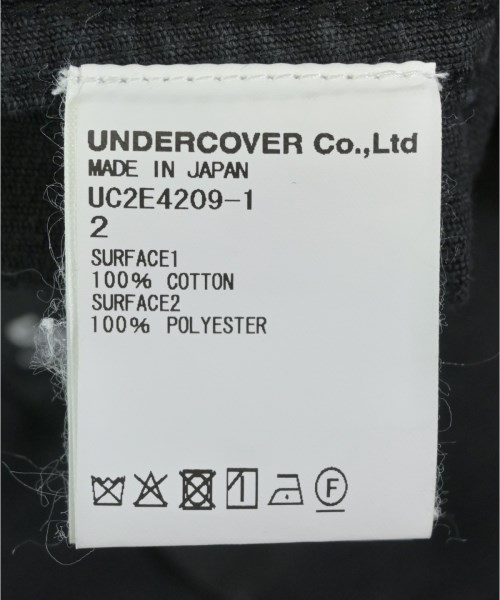 UNDERCOVER Co.,Ltd
MADE IN JAPAN
UC2E4209-1
2
SURFACE1
100% COTTON
SURFACE2
100% POLYESTER
F